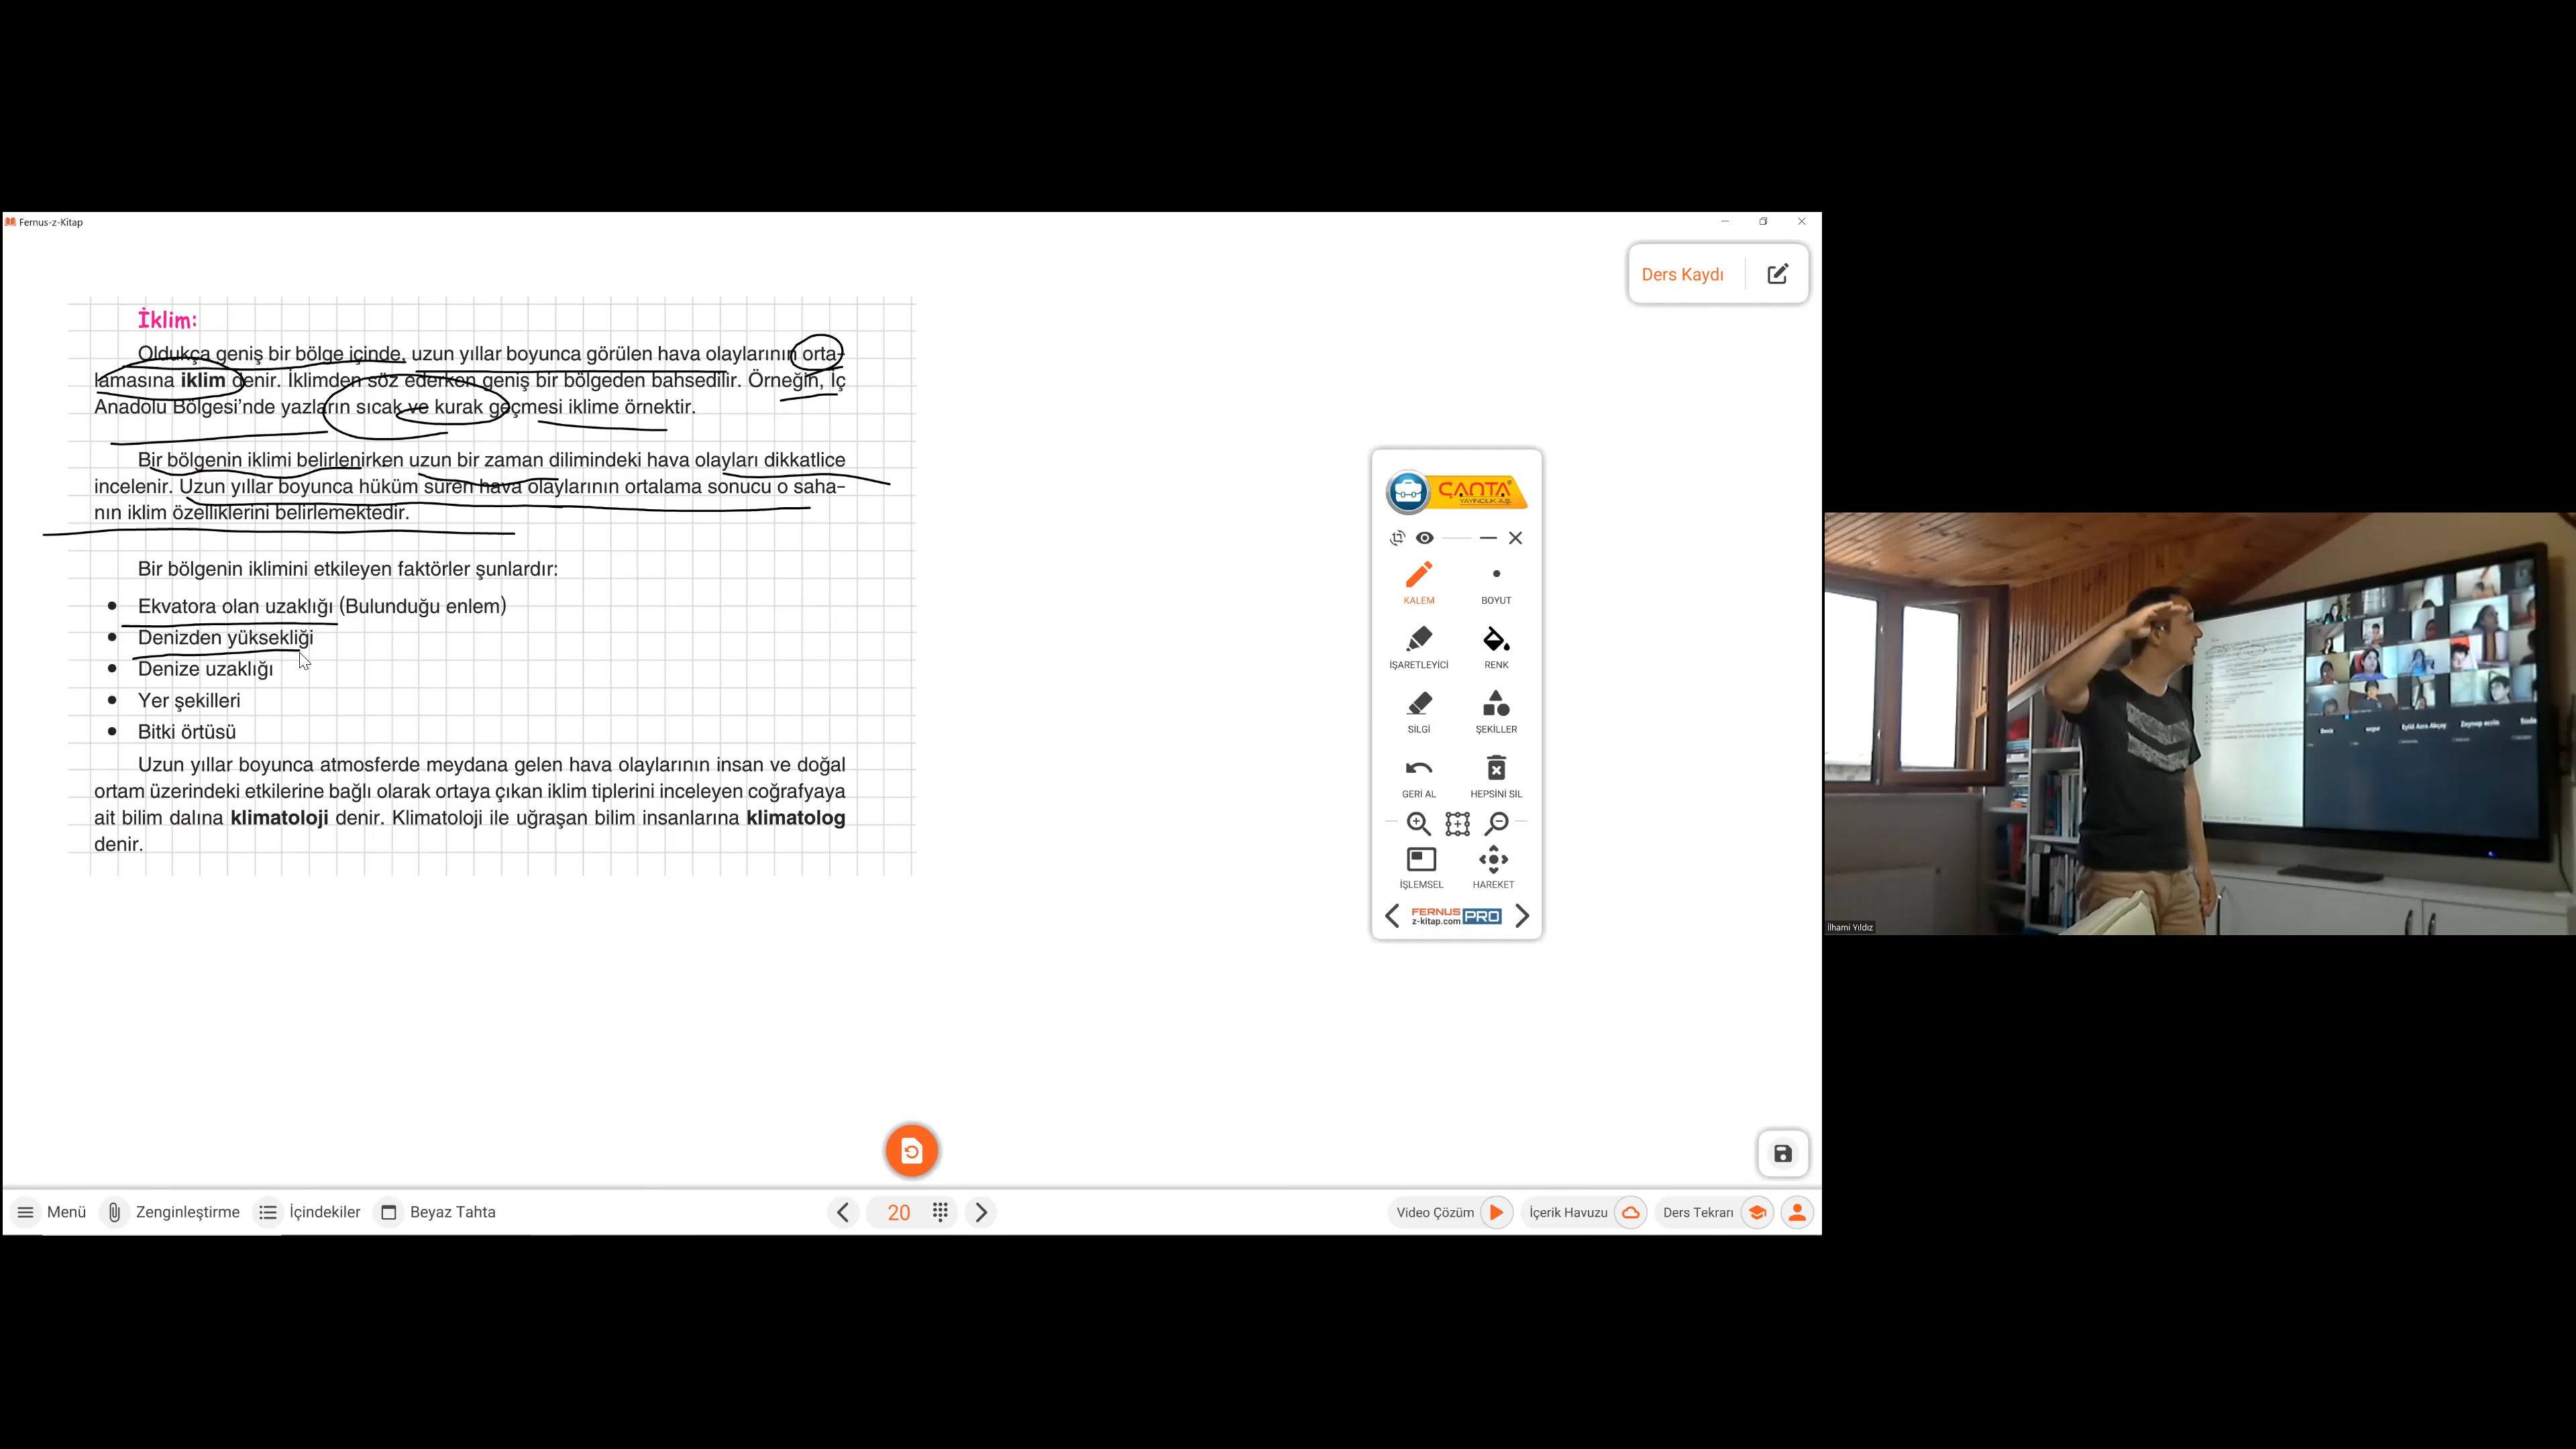 Fernus-z-Kitap
Ders Kaydı
İklim:
Oldukça geniş bir bölge içinde, uzun yıllar boyunca görülen hava olaylarının orta-
lamasına iklim denir. İklimden söz ederken geniş bir bölgeden bahsedilir. Örneğin, İç
Anadolu Bölgesi'nde yazların sıcak ve kurak geçmesi iklime örnektir.
Bir bölgenin iklimi belirlenirken uzun bir zaman dilimindeki hava olayları dikkatlice
incelenir. Uzun yıllar boyunca hüküm süren hava olaylarının ortalama sonucu o saha-
nın iklim özelliklerini belirlemektedir.
Bir bölgenin iklimini etkileyen faktörler şunlardır:
• Ekvatora olan uzaklığı (Bulunduğu enlem)
• Denizden yüksekliği
• Denize uzaklığı
• Yer şekilleri
• Bitki örtüsü
Uzun yıllar boyunca atmosferde meydana gelen hava olaylarının insan ve doğal
ortam üzerindeki etkilerine bağlı olarak ortaya çıkan iklim tiplerini inceleyen coğrafyaya
ait bilim dalına klimatoloji denir. Klimatoloji ile uğraşan bilim insanlarına klimatolog
denir.
ÇANTA
YAYINCILIK A.Ş.
KALEM BOYUT
İŞARETLEYİCİ RENK
SİLGİ ŞEKİLLER
GERİ AL HEPSİNİ SİL
İŞLEMSEL HAREKET
FERNUS PRO
z-kitap.com
Deniz Eylül Azra Akçay Zeynep ecrin
İlhami Yıldız
Menü Zenginleştirme İçindekiler Beyaz Tahta 20 Video Çözüm İçerik Havuzu Ders Tekrarı